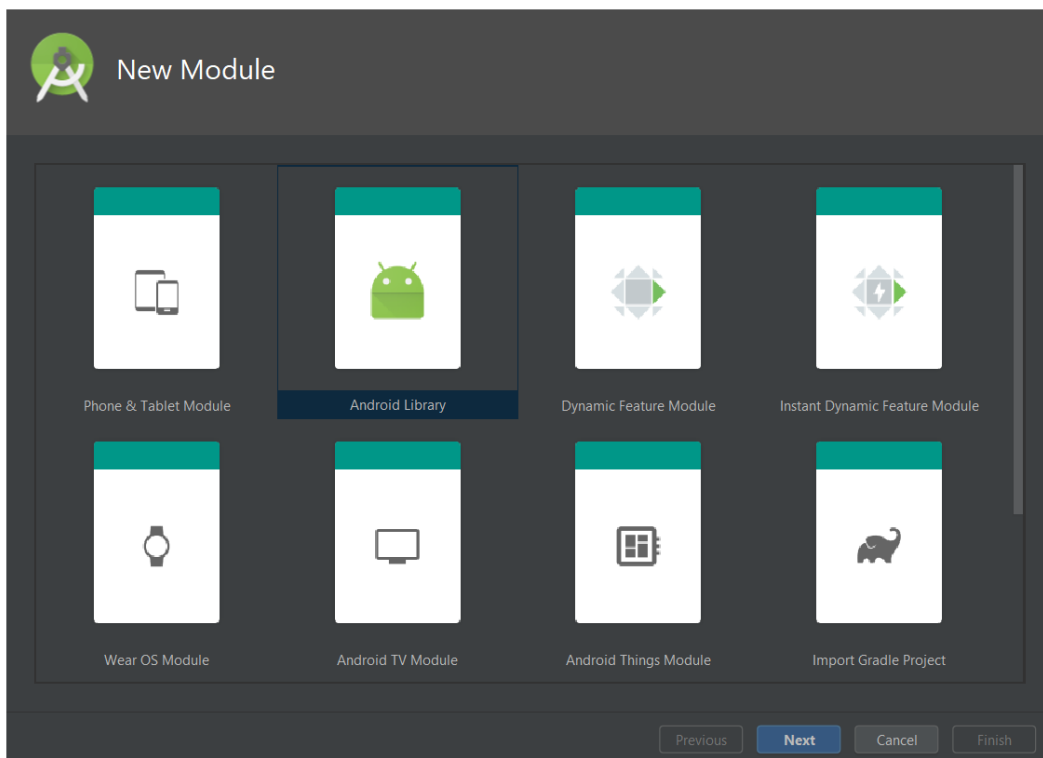 New Module
Phone & Tablet Module
Android Library
Dynamic Feature Module
Instant Dynamic Feature Module
Wear OS Module
Android TV Module
Android Things Module
Import Gradle Project
Previous
Next
Cancel
Finish